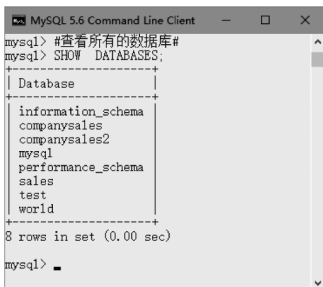 MySQL 5.6 Command Line Client
mysql> #查看所有的数据库#
mysql> SHOW  DATABASES;
+--------------------+
| Database           |
+--------------------+
| information_schema |
| companysales       |
| companysales2      |
| mysql              |
| performance_schema |
| sales              |
| test               |
| world              |
+--------------------+
8 rows in set (0.00 sec)
mysql>